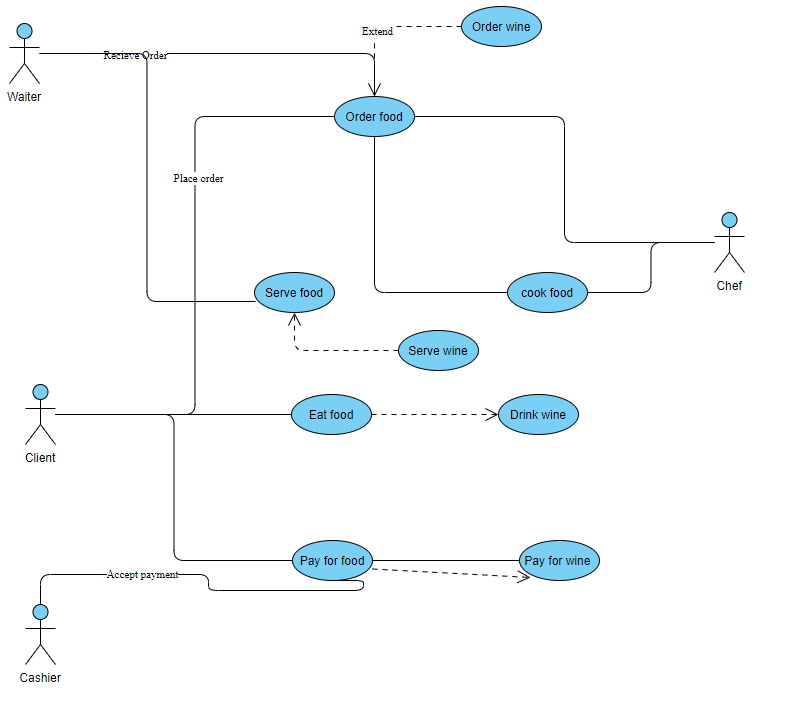 Order wine
Extend
Recieve Order
Waiter
Order food
Place order
Chef
Serve food
cook food
Serve wine
Eat food
Drink wine
Client
Pay for food
Pay for wine
Accept payment
Cashier